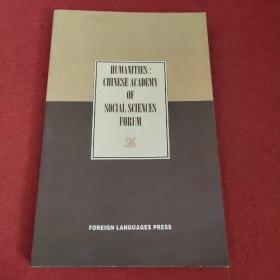 HUMANITIES:
CHINESE ACADEMY
OF
SOCIAL SCIENCES
FORUM
FOREIGN LANGUAGES PRESS